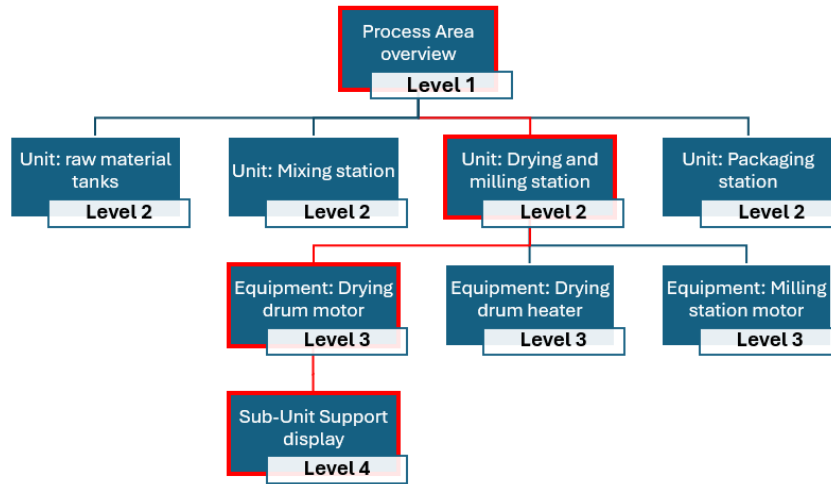 Process Area
overview
Level 1
Unit: raw material
tanks
Level 2
Unit: Mixing station
Level 2
Unit: Drying and
milling station
Level 2
Unit: Packaging
station
Level 2
Equipment: Drying
drum motor
Level 3
Equipment: Drying
drum heater
Level 3
Equipment: Milling
station motor
Level 3
Sub-Unit Support
display
Level 4